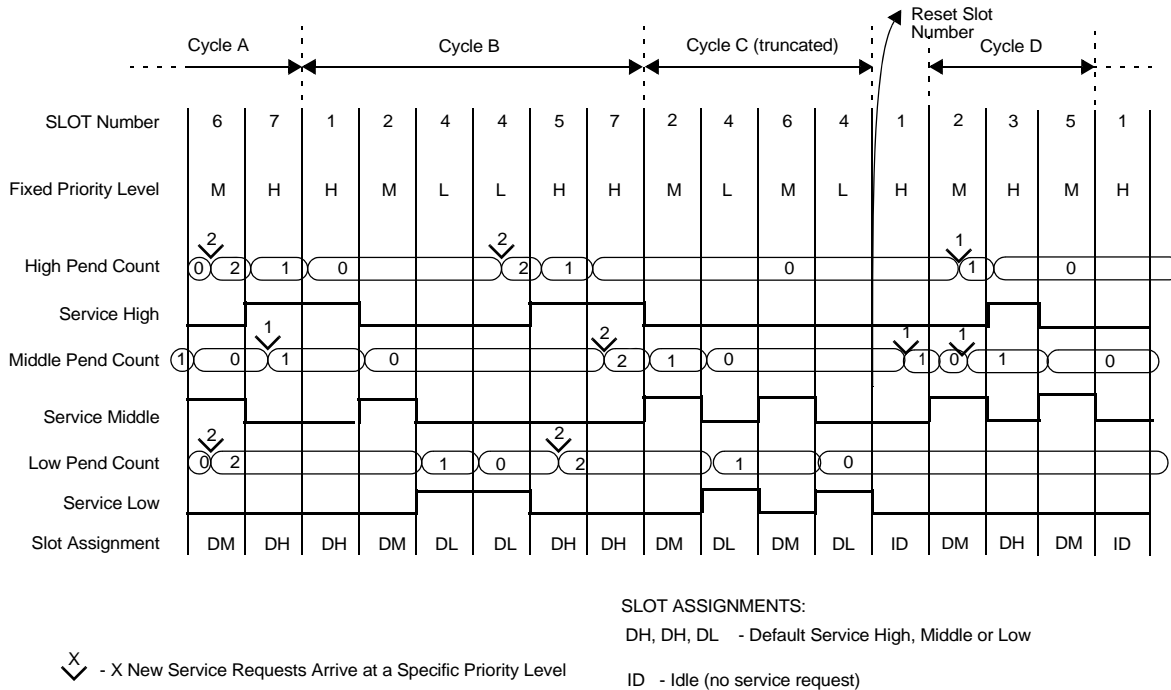 Reset Slot
Number
Cycle A
Cycle B
Cycle C (truncated)
Cycle D
SLOT Number 6 7 1 2 4 4 5 7 2 4 6 4 1 2 3 5 1
Fixed Priority Level M H H M L L H H M L M L H M H M H
2 2 1
High Pend Count 0 2 1 0 2 1 0 1 0
Service High
1 2 1 1
Middle Pend Count 1 0 1 0 2 1 0 1 0 1 0
Service Middle
2 2
Low Pend Count 0 2 1 0 2 1 0
Service Low
Slot Assignment DM DH DH DM DL DL DH DH DM DL DM DL ID DM DH DM ID
SLOT ASSIGNMENTS:
DH, DH, DL - Default Service High, Middle or Low
X - X New Service Requests Arrive at a Specific Priority Level
ID - Idle (no service request)